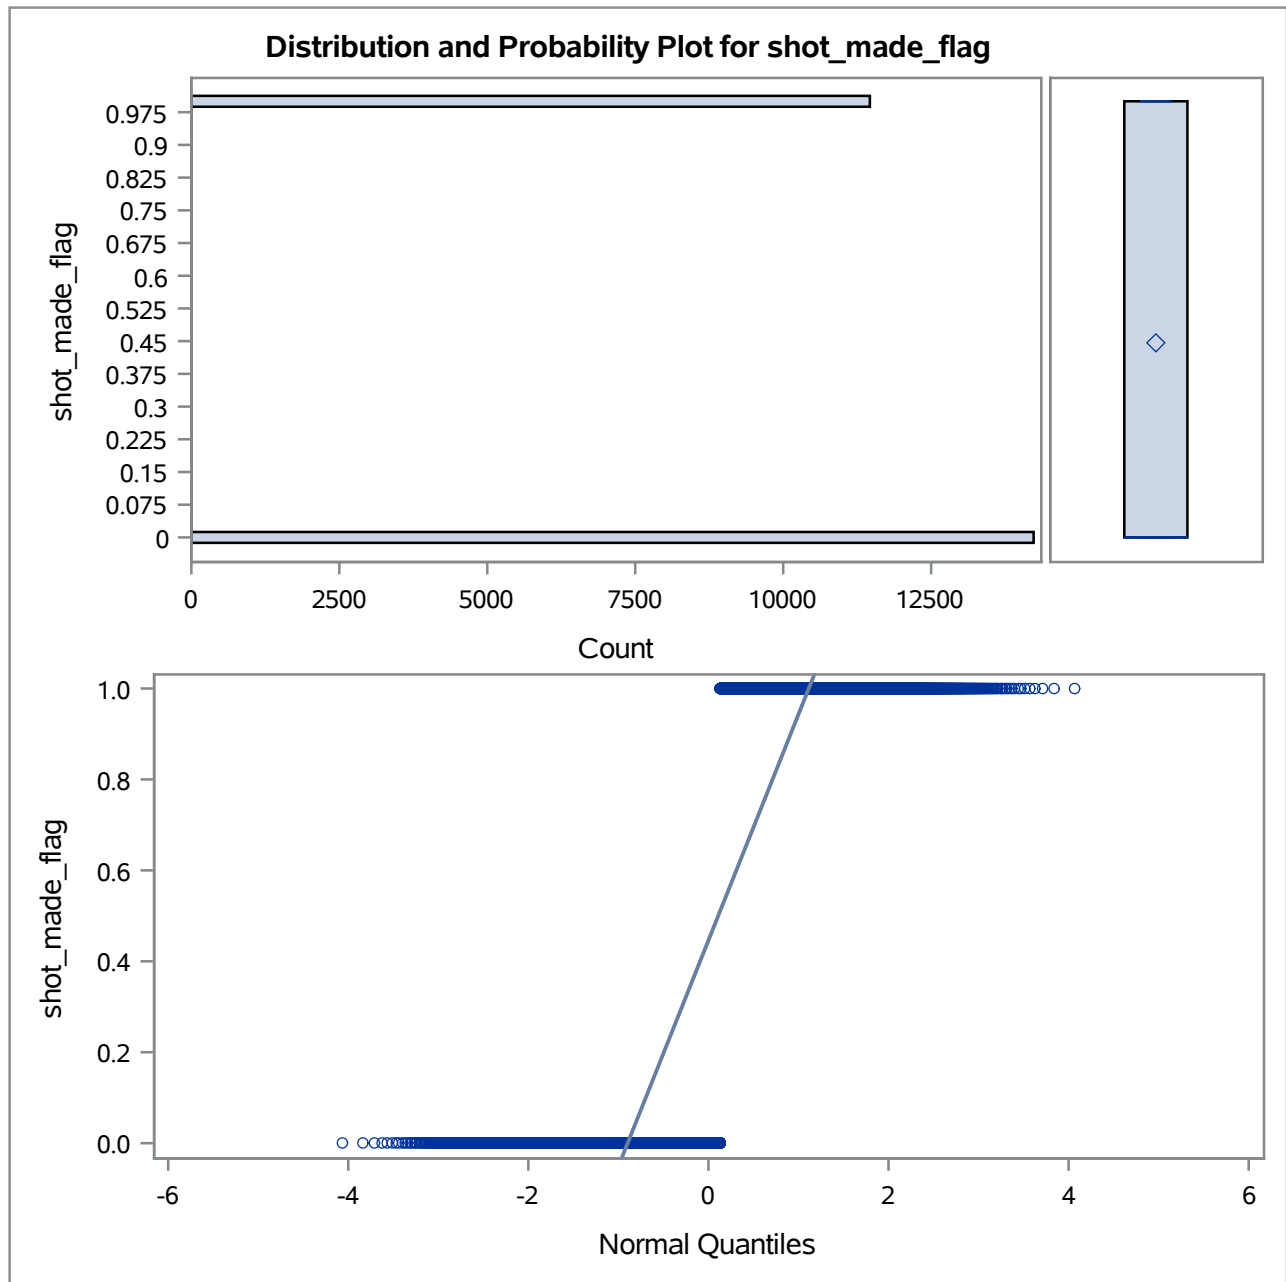 Distribution and Probability Plot for shot_made_flag
shot_made_flag
0.975
0.9
0.825
0.75
0.675
0.6
0.525
0.45
0.375
0.3
0.225
0.15
0.075
0
0 2500 5000 7500 10000 12500
Count
shot_made_flag
1.0
0.8
0.6
0.4
0.2
0.0
-6 -4 -2 0 2 4 6
Normal Quantiles